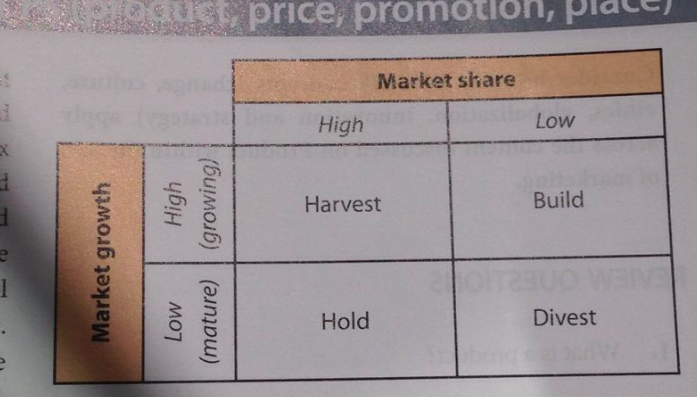 (product, price, promotion, place)
Market share
High Low
Market growth
High
(growing)
Harvest Build
Low
(mature)
Hold Divest